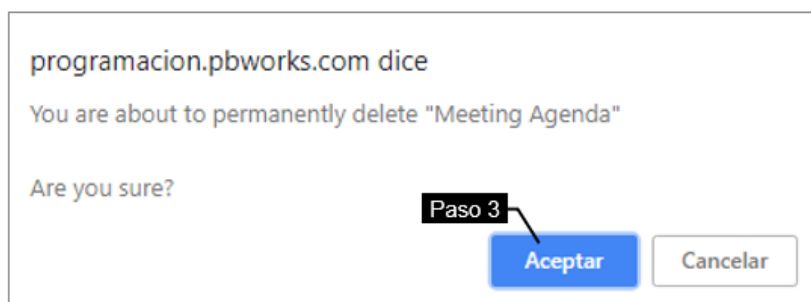 programacion.pbworks.com dice
You are about to permanently delete "Meeting Agenda"
Are you sure?
Paso 3
Aceptar Cancelar